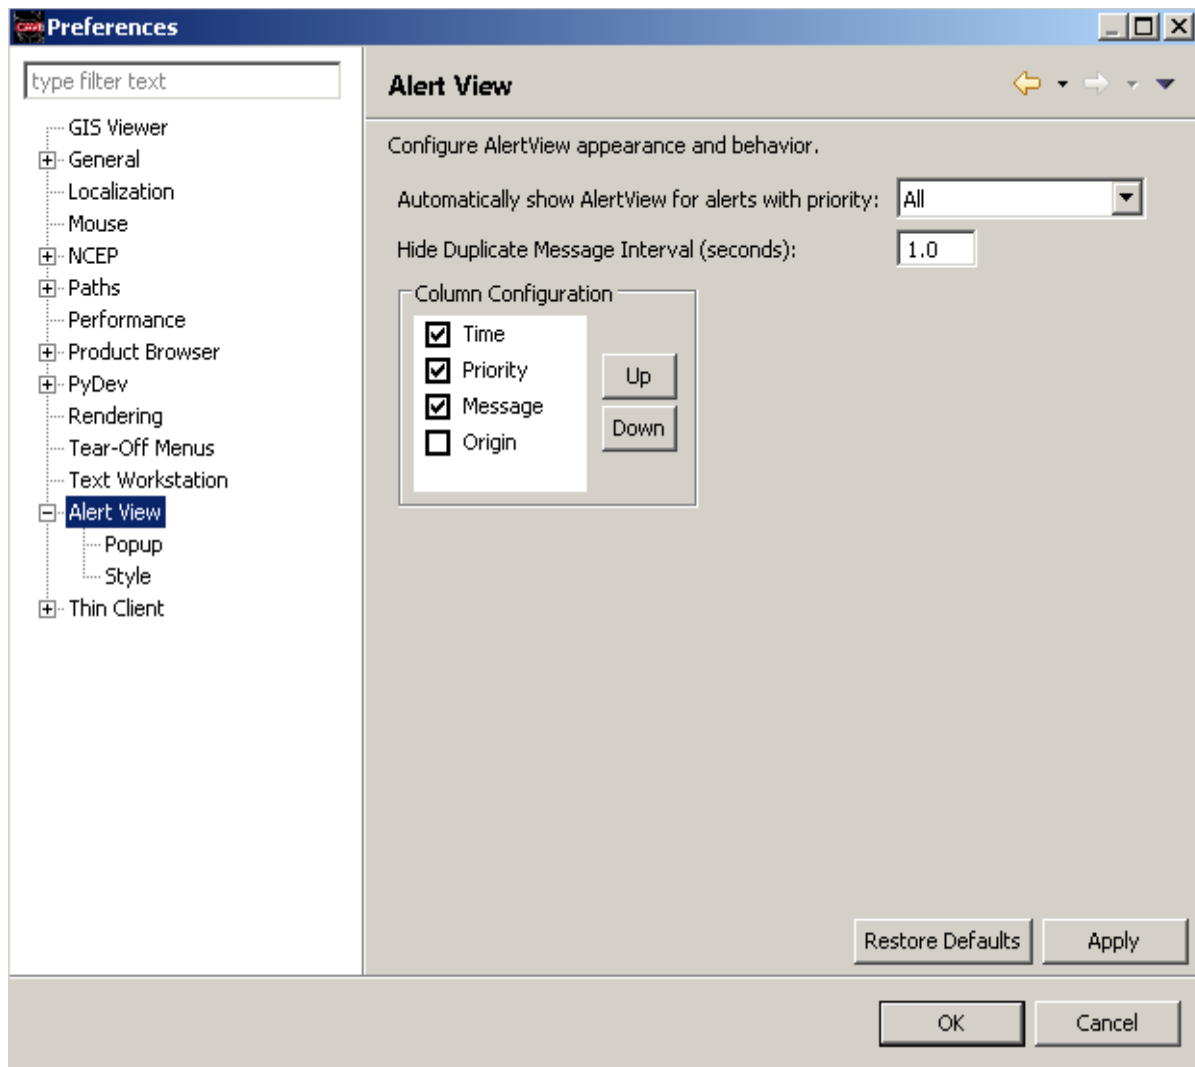 Preferences
type filter text
GIS Viewer
General
Localization
Mouse
NCEP
Paths
Performance
Product Browser
PyDev
Rendering
Tear-Off Menus
Text Workstation
Alert View
Popup
Style
Thin Client
Alert View
Configure AlertView appearance and behavior.
Automatically show AlertView for alerts with priority: All
Hide Duplicate Message Interval (seconds): 1.0
Column Configuration
Time
Priority
Message
Origin
Up
Down
Restore Defaults Apply
OK Cancel